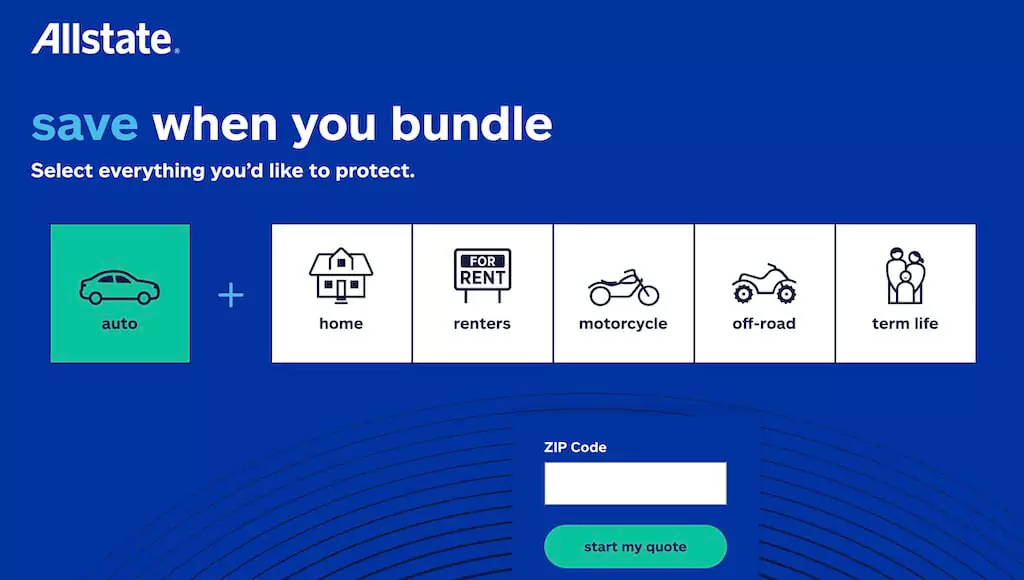 Allstate®
save when you bundle
Select everything you’d like to protect.
auto
+
home
FOR
RENT
renters
motorcycle
off-road
term life
ZIP Code
start my quote